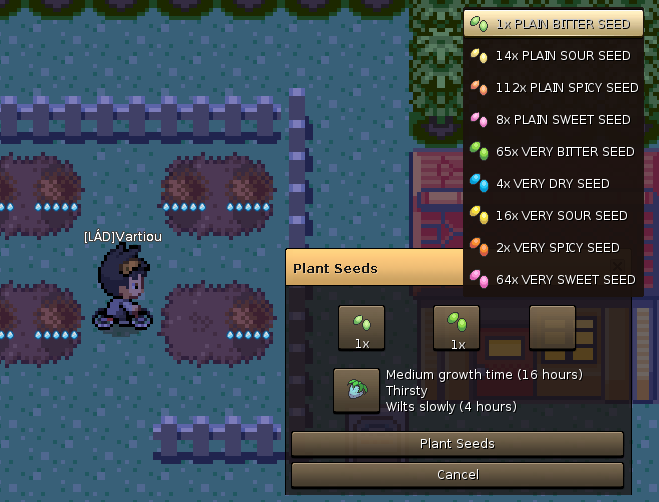 1x PLAIN BITTER SEED
14x PLAIN SOUR SEED
112x PLAIN SPICY SEED
8x PLAIN SWEET SEED
65x VERY BITTER SEED
4x VERY DRY SEED
16x VERY SOUR SEED
2x VERY SPICY SEED
64x VERY SWEET SEED
[LÁD]Vartiou
Plant Seeds
1x
1x
Medium growth time (16 hours)
Thirsty
Wilts slowly (4 hours)
Plant Seeds
Cancel